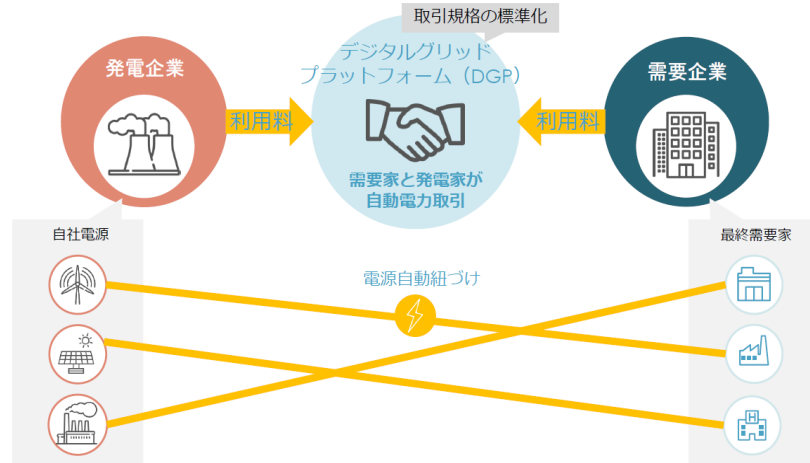 取引規格の標準化
発電企業
デジタルグリッド
プラットフォーム（DGP）
需要企業
利用料
利用料
需要家と発電家が
自動電力取引
自社電源
最終需要家
電源自動紐づけ
H